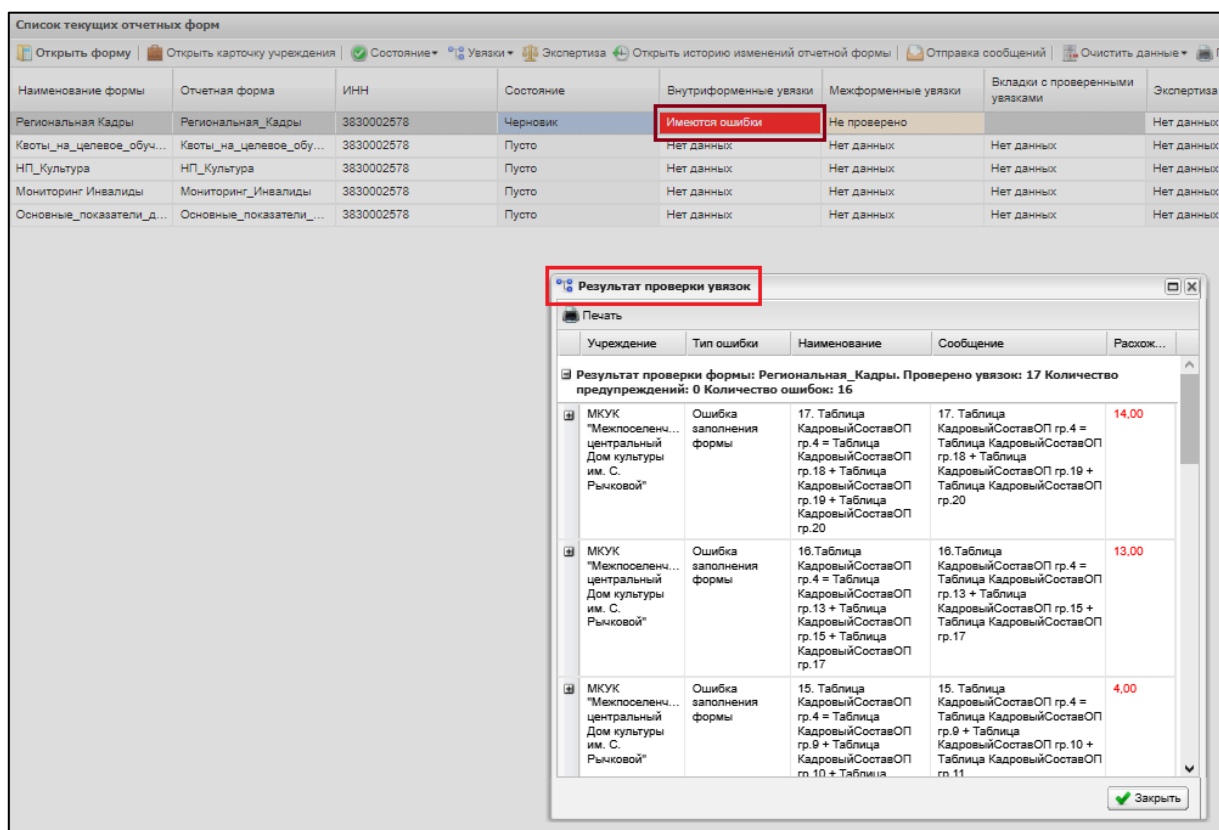 Список текущих отчетных форм
Открыть форму Открыть карточку учреждения Состояние Увязки Экспертиза Открыть историю изменений отчетной формы Отправка сообщений Очистить данные
Наименование формы Отчетная форма ИНН Состояние Внутриформенные увязки Межформенные увязки Вкладки с проверенными увязками Экспертиза
Региональная Кадры Региональная_Кадры 3830002578 Черновик Имеются ошибки Не проверено Нет данных
Квоты_на_целевое_обуч... Квоты_на_целевое_обу... 3830002578 Пусто Нет данных Нет данных Нет данных Нет данных
НП_Культура НП_Культура 3830002578 Пусто Нет данных Нет данных Нет данных Нет данных
Мониторинг Инвалиды Мониторинг_Инвалиды 3830002578 Пусто Нет данных Нет данных Нет данных Нет данных
Основные_показатели_д... Основные_показатели_... 3830002578 Пусто Нет данных Нет данных Нет данных Нет данных
Результат проверки увязок
Печать
Учреждение Тип ошибки Наименование Сообщение Расхож...
Результат проверки формы: Региональная_Кадры. Проверено увязок: 17 Количество
предупреждений: 0 Количество ошибок: 16
МКУК Ошибка 17. Таблица 17. Таблица 14,00
"Межпоселенч... заполнения КадровыйСоставОП КадровыйСоставОП гр.4 =
центральный формы гр.4 = Таблица Таблица КадровыйСоставОП
Дом культуры КадровыйСоставОП гр.18 + Таблица
им. С. гр.18 + Таблица КадровыйСоставОП гр.19 +
Рычковой" КадровыйСоставОП Таблица КадровыйСоставОП
гр.19 + Таблица гр.20
КадровыйСоставОП
гр.20
МКУК Ошибка 16.Таблица 16.Таблица 13,00
"Межпоселенч... заполнения КадровыйСоставОП КадровыйСоставОП гр.4 =
центральный формы гр.4 = Таблица Таблица КадровыйСоставОП
Дом культуры КадровыйСоставОП гр.13 + Таблица
им. С. гр.13 + Таблица КадровыйСоставОП гр.15 +
Рычковой" КадровыйСоставОП Таблица КадровыйСоставОП
гр.15 + Таблица гр.17
КадровыйСоставОП
гр.17
МКУК Ошибка 15. Таблица 15. Таблица 4,00
"Межпоселенч... заполнения КадровыйСоставОП КадровыйСоставОП гр.4 =
центральный формы гр.4 = Таблица Таблица КадровыйСоставОП
Дом культуры КадровыйСоставОП гр.9 + Таблица
им. С. гр.9 + Таблица КадровыйСоставОП гр.10 +
Рычковой" КадровыйСоставОП Таблица КадровыйСоставОП
гр.10 + Таблица гр.11
Закрыть